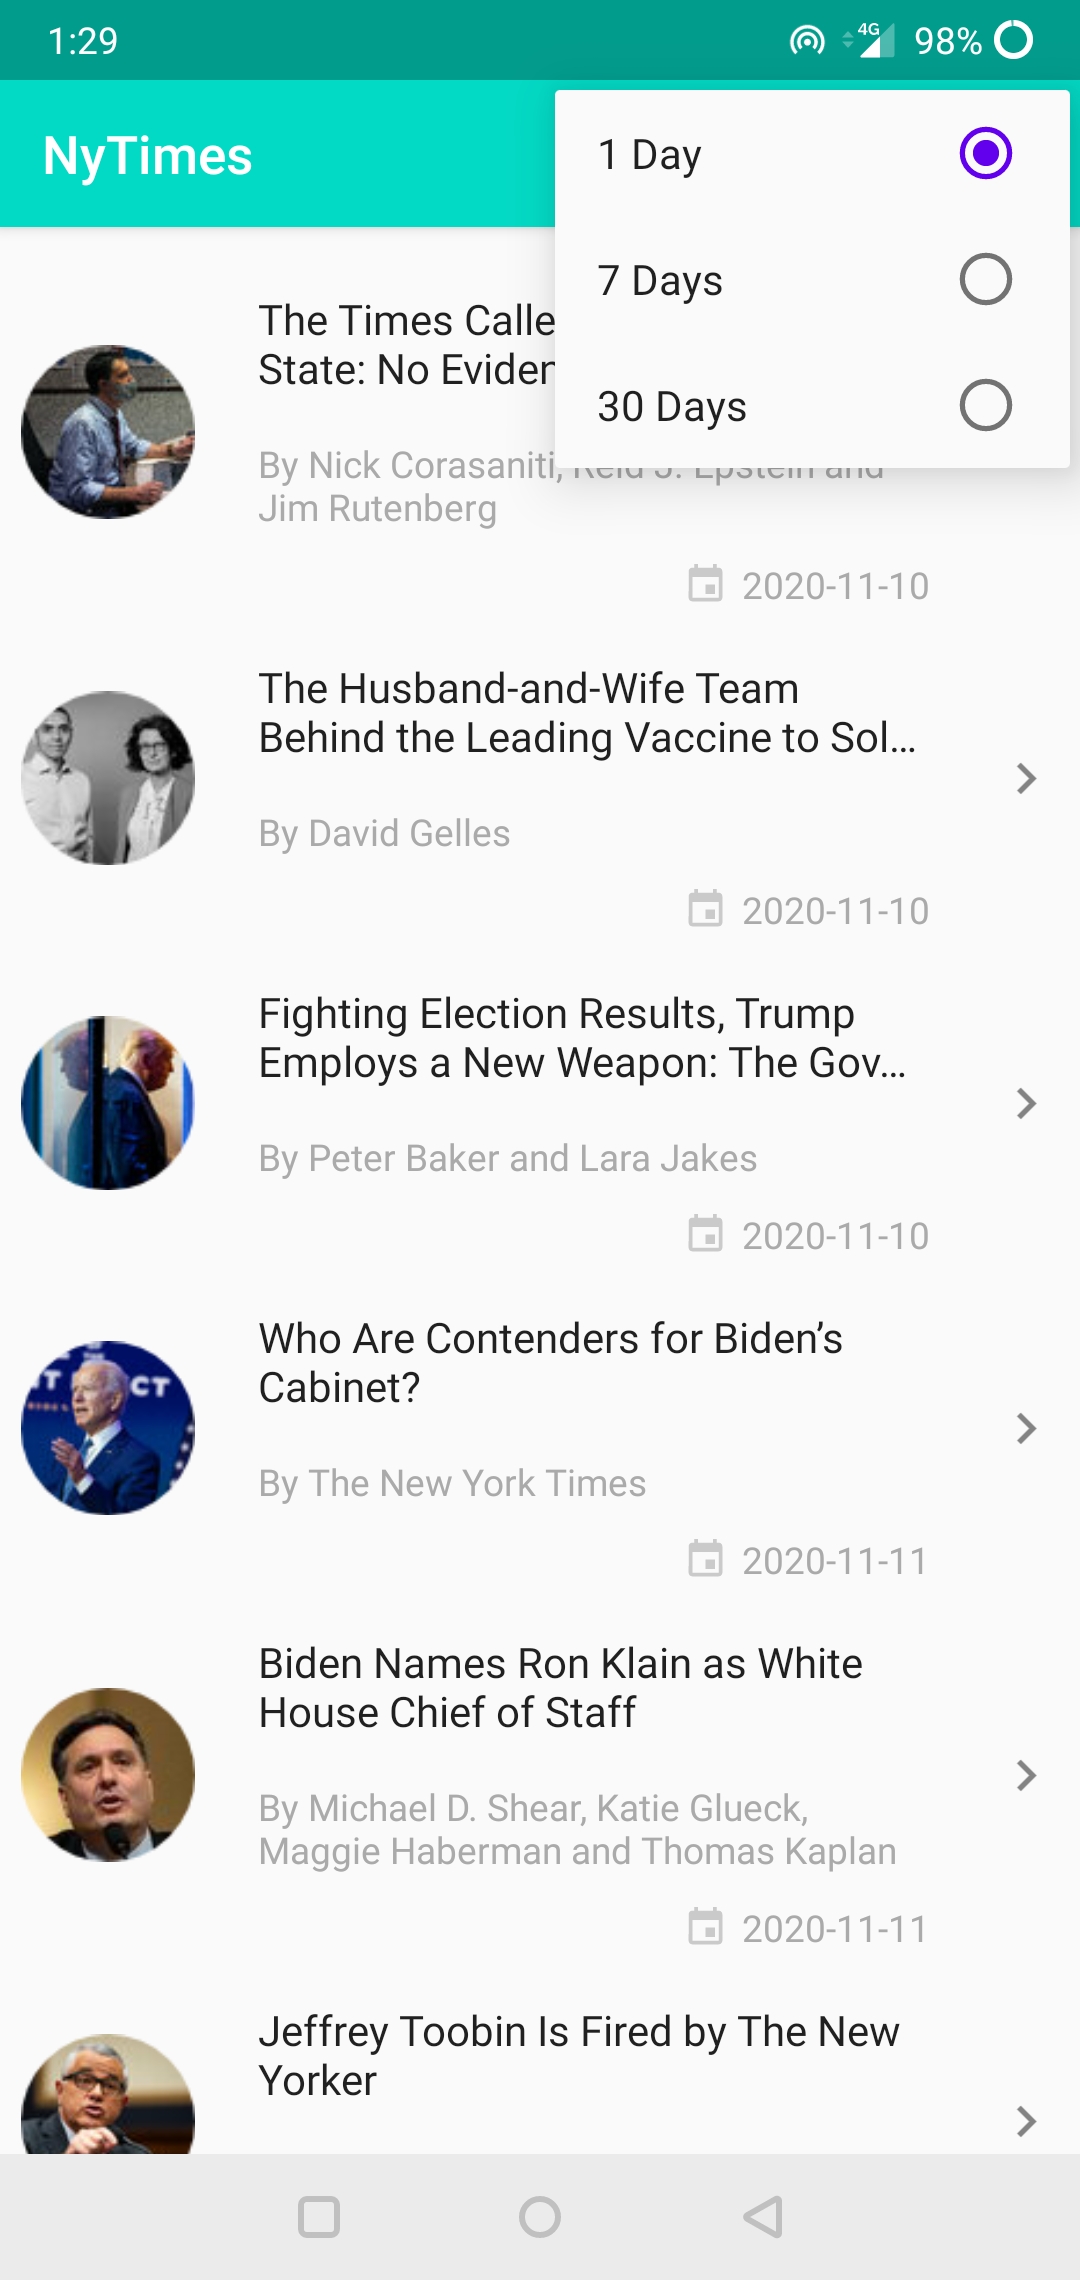 1:29
4G
98%
NyTimes
1 Day
7 Days
30 Days
The Times Calle
State: No Eviden
By Nick Corasaniti, Reid J. Epstein and
Jim Rutenberg
2020-11-10
The Husband-and-Wife Team
Behind the Leading Vaccine to Sol…
By David Gelles
2020-11-10
Fighting Election Results, Trump
Employs a New Weapon: The Gov…
By Peter Baker and Lara Jakes
2020-11-10
CT
Who Are Contenders for Biden’s
Cabinet?
By The New York Times
2020-11-11
Biden Names Ron Klain as White
House Chief of Staff
By Michael D. Shear, Katie Glueck,
Maggie Haberman and Thomas Kaplan
2020-11-11
Jeffrey Toobin Is Fired by The New
Yorker